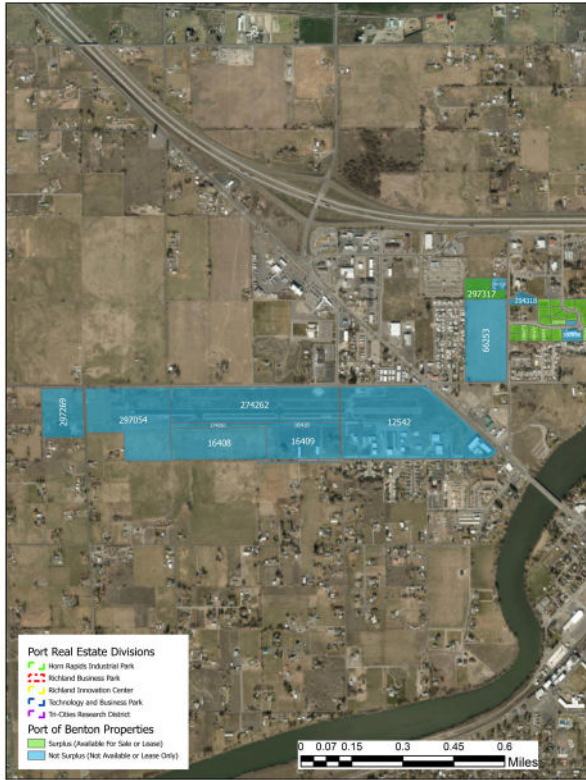 297317
294318
66253
297269
297054
274262
16408
16409
12542
Port Real Estate Divisions
Horn Rapids Industrial Park
Richland Business Park
Richland Innovation Center
Technology and Business Park
Tri-Cities Research District
Port of Benton Properties
Surplus (Available For Sale or Lease)
Not Surplus (Not Available or Lease Only)
0 0.07 0.15 0.3 0.45 0.6
Miles